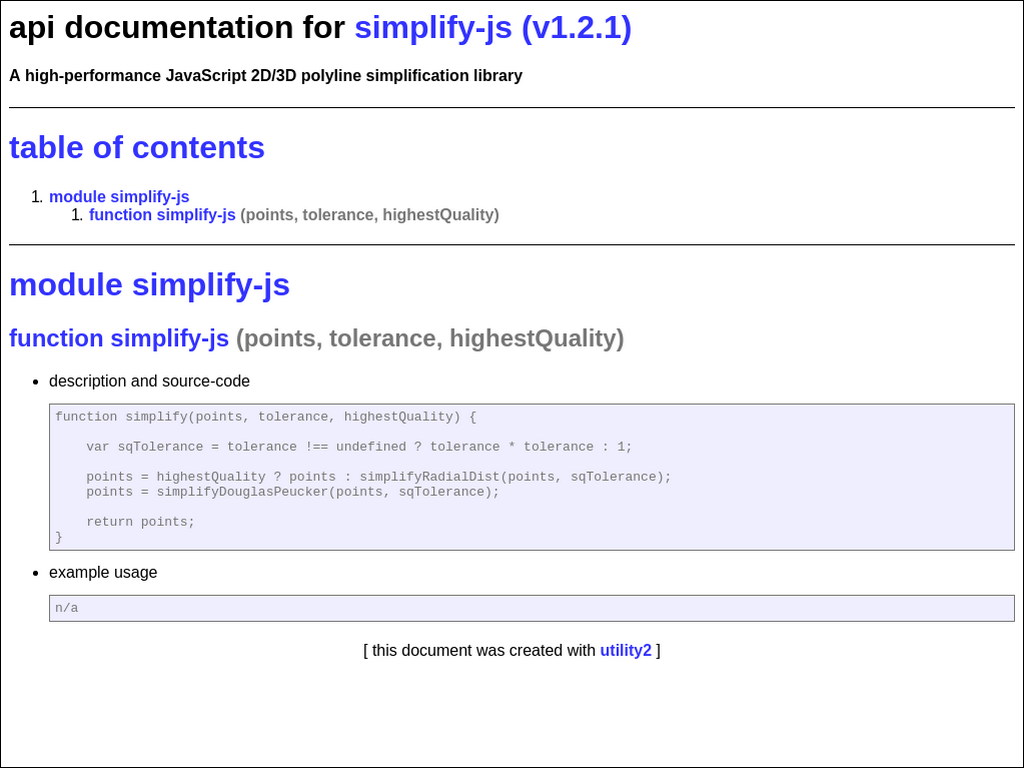 api documentation for simplify-js (v1.2.1)
A high-performance JavaScript 2D/3D polyline simplification library
table of contents
1. module simplify-js
1. function simplify-js (points, tolerance, highestQuality)
module simplify-js
function simplify-js (points, tolerance, highestQuality)
• description and source-code
function simplify(points, tolerance, highestQuality) {
    var sqTolerance = tolerance !== undefined ? tolerance * tolerance : 1;
    points = highestQuality ? points : simplifyRadialDist(points, sqTolerance);
    points = simplifyDouglasPeucker(points, sqTolerance);
    return points;
}
• example usage
n/a
[ this document was created with utility2 ]